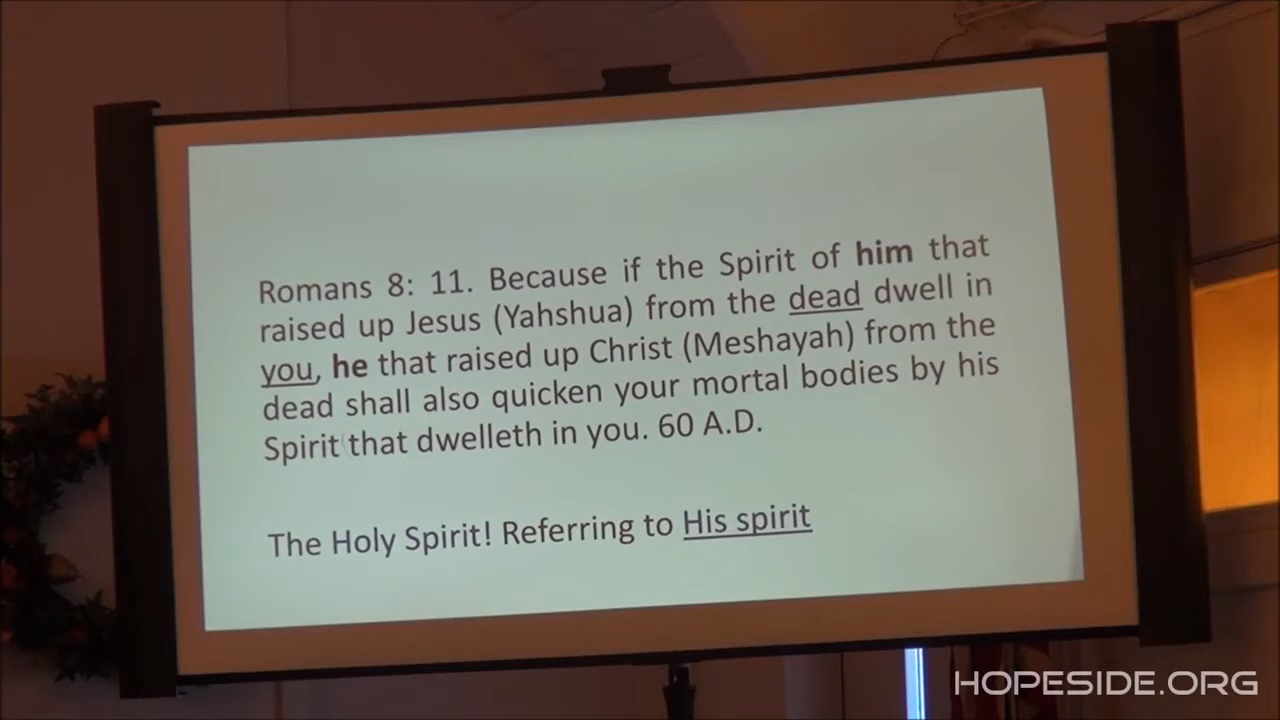 Romans 8: 11. Because if the Spirit of him that
raised up Jesus (Yahshua) from the dead dwell in
you, he that raised up Christ (Meshayah) from the
dead shall also quicken your mortal bodies by his
Spirit that dwelleth in you. 60 A.D.
The Holy Spirit! Referring to His spirit
HOPESIDE.ORG